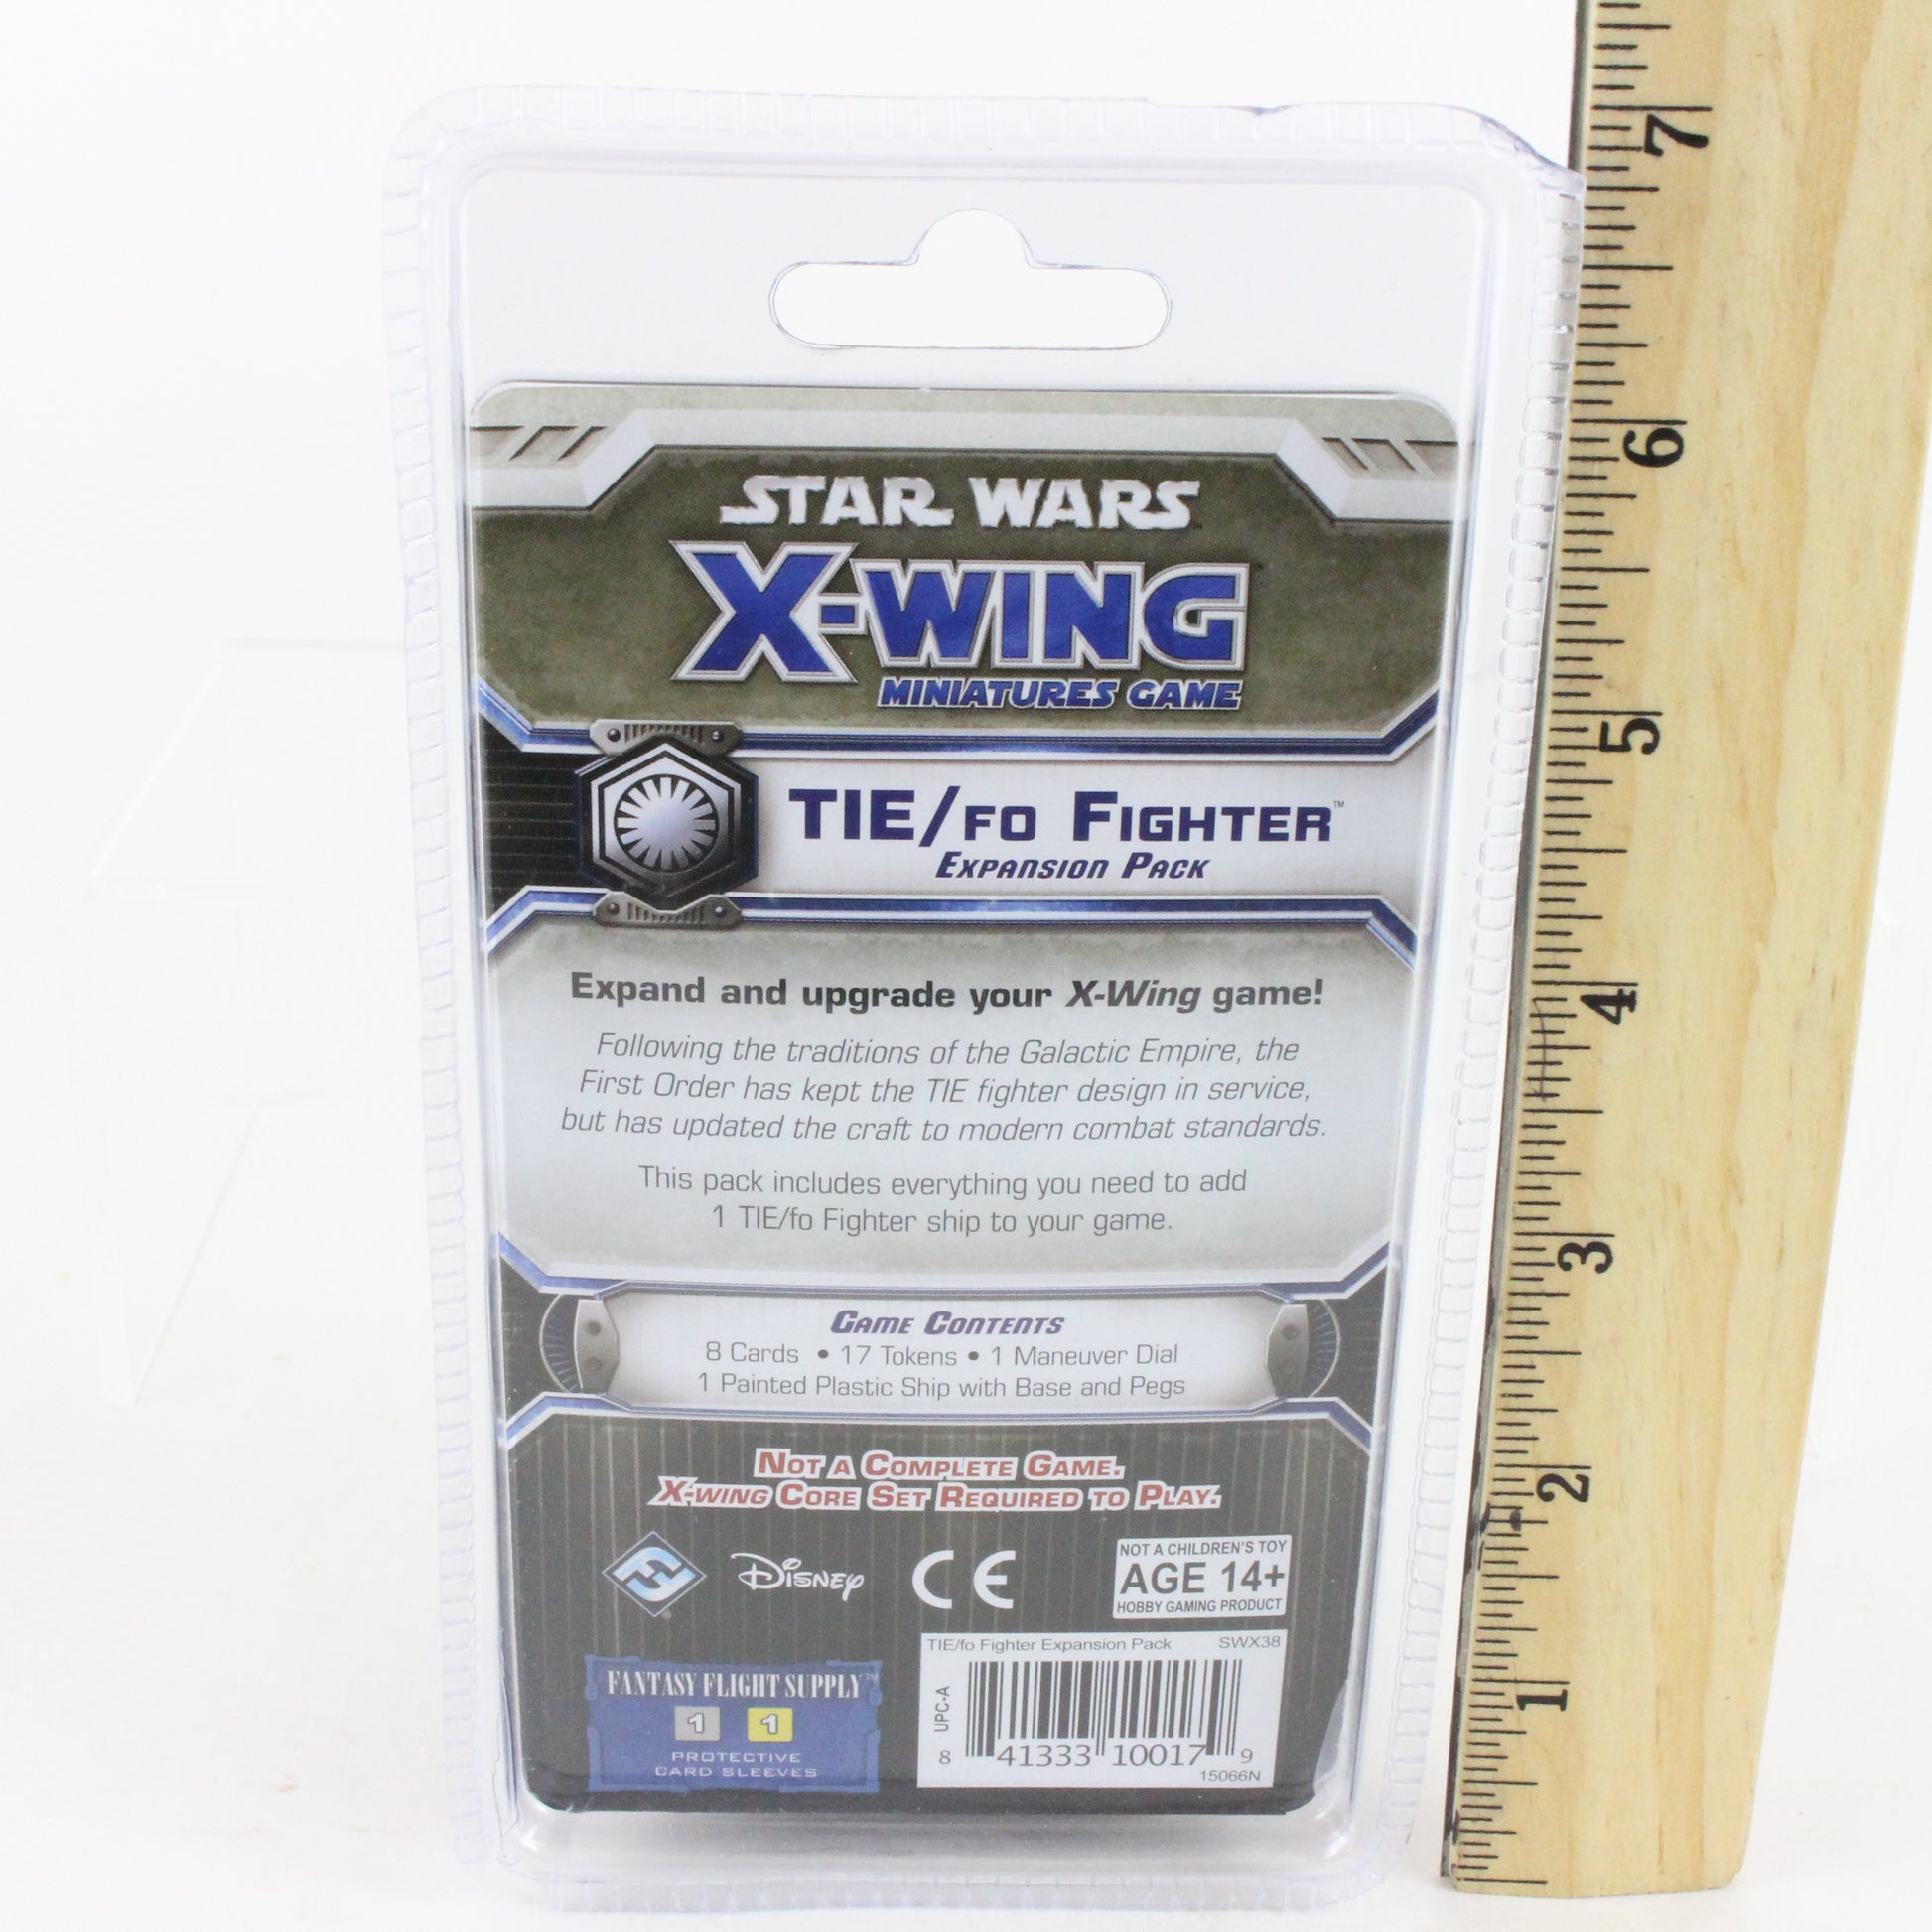 STAR WARS
X-WING
MINIATURES GAME
TIE/FO FIGHTER™
EXPANSION PACK
Expand and upgrade your X-Wing game!
Following the traditions of the Galactic Empire, the
First Order has kept the TIE fighter design in service,
but has updated the craft to modern combat standards.
This pack includes everything you need to add
1 TIE/fo Fighter ship to your game.
GAME CONTENTS
8 Cards • 17 Tokens • 1 Maneuver Dial
1 Painted Plastic Ship with Base and Pegs
NOT A COMPLETE GAME.
X-WING CORE SET REQUIRED TO PLAY.
DISNEY
CE
NOT A CHILDREN'S TOY
AGE 14+
HOBBY GAMING PRODUCT
TIE/fo Fighter Expansion Pack SWX38
UPC-A
8 41333 10017 9
15066N
FANTASY FLIGHT SUPPLY™
1 1
PROTECTIVE
CARD SLEEVES
7
6
5
4
3
2
1